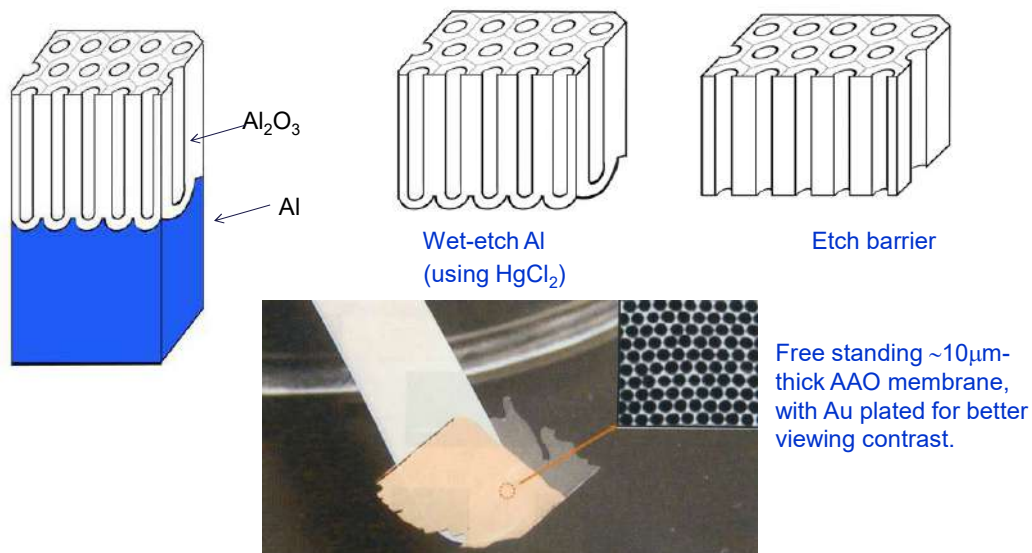 Al₂O₃
Al
Wet-etch Al
(using HgCl₂)
Etch barrier
Free standing ~10μm-
thick AAO membrane,
with Au plated for better
viewing contrast.